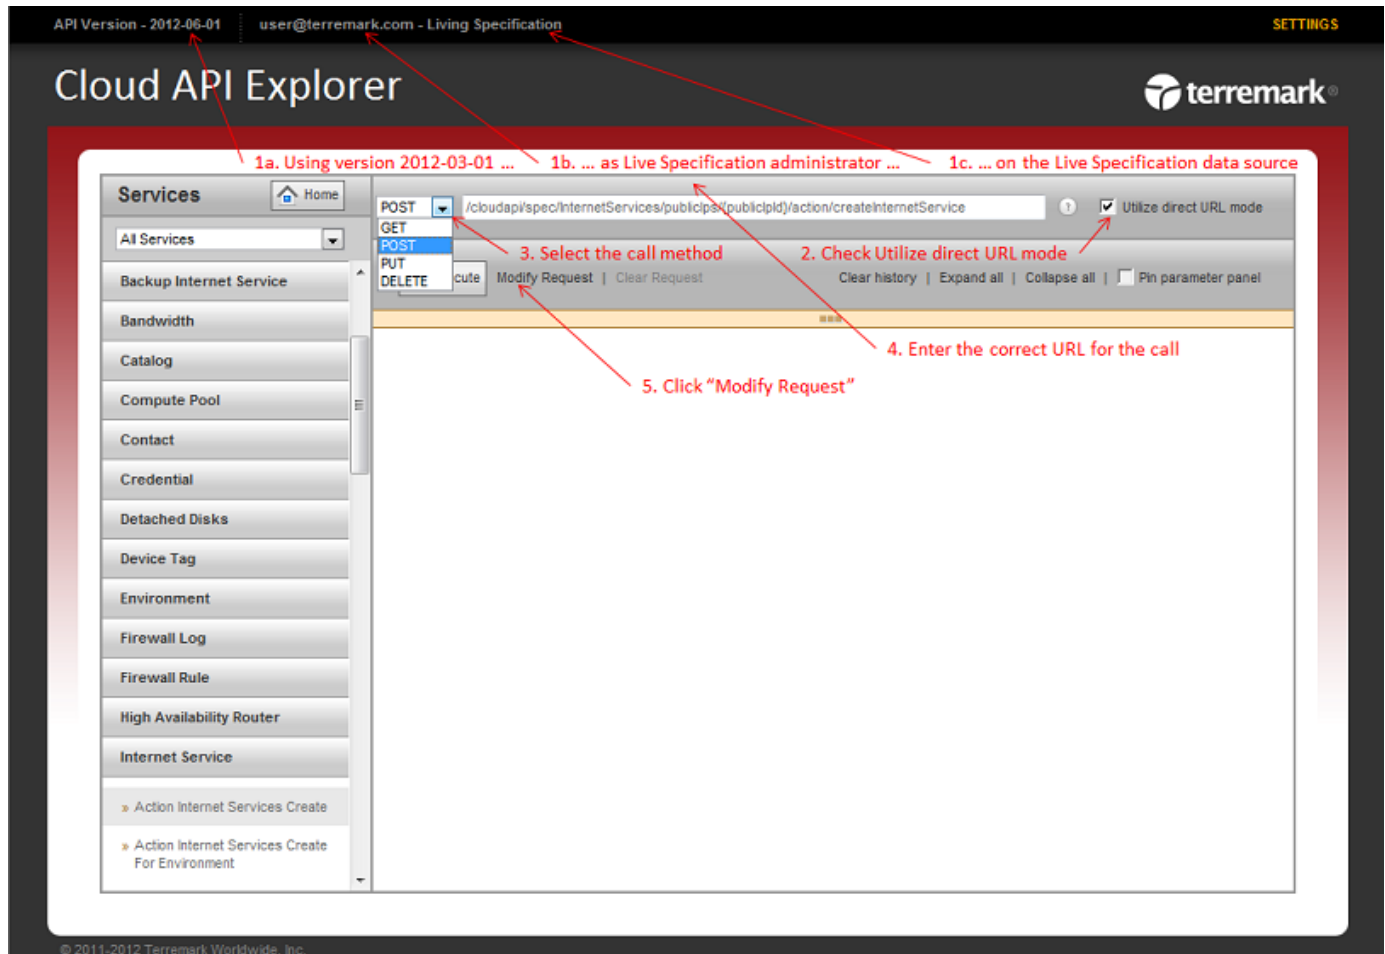 API Version - 2012-06-01 user@terremark.com - Living Specification SETTINGS
Cloud API Explorer
terremark®
1a. Using version 2012-03-01 ... 1b. ... as Live Specification administrator ... 1c. ... on the Live Specification data source
Services Home
POST /cloudapi/spec/InternetServices/publicIps/{publicIpId}/action/createInternetService ? Utilize direct URL mode
All Services
GET
POST
PUT
DELETE
3. Select the call method 2. Check Utilize direct URL mode
cute Modify Request | Clear Request Clear history | Expand all | Collapse all | Pin parameter panel
4. Enter the correct URL for the call
5. Click “Modify Request”
Backup Internet Service
Bandwidth
Catalog
Compute Pool
Contact
Credential
Detached Disks
Device Tag
Environment
Firewall Log
Firewall Rule
High Availability Router
Internet Service
» Action Internet Services Create
» Action Internet Services Create
For Environment
© 2011-2012 Terremark Worldwide, Inc.